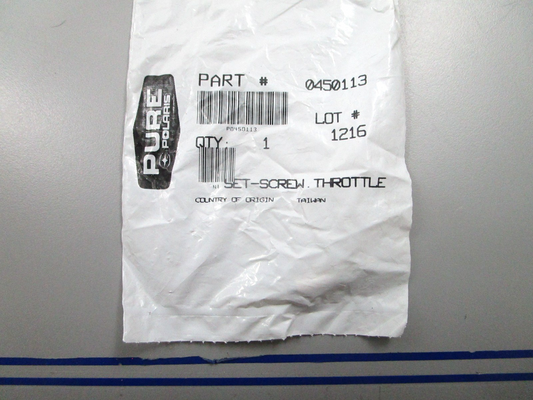 PURE
POLARIS
PART # 0450113
P0450113
LOT #
1216
QTY. 1
SET-SCREW.THROTTLE
COUNTRY OF ORIGIN TAIWAN